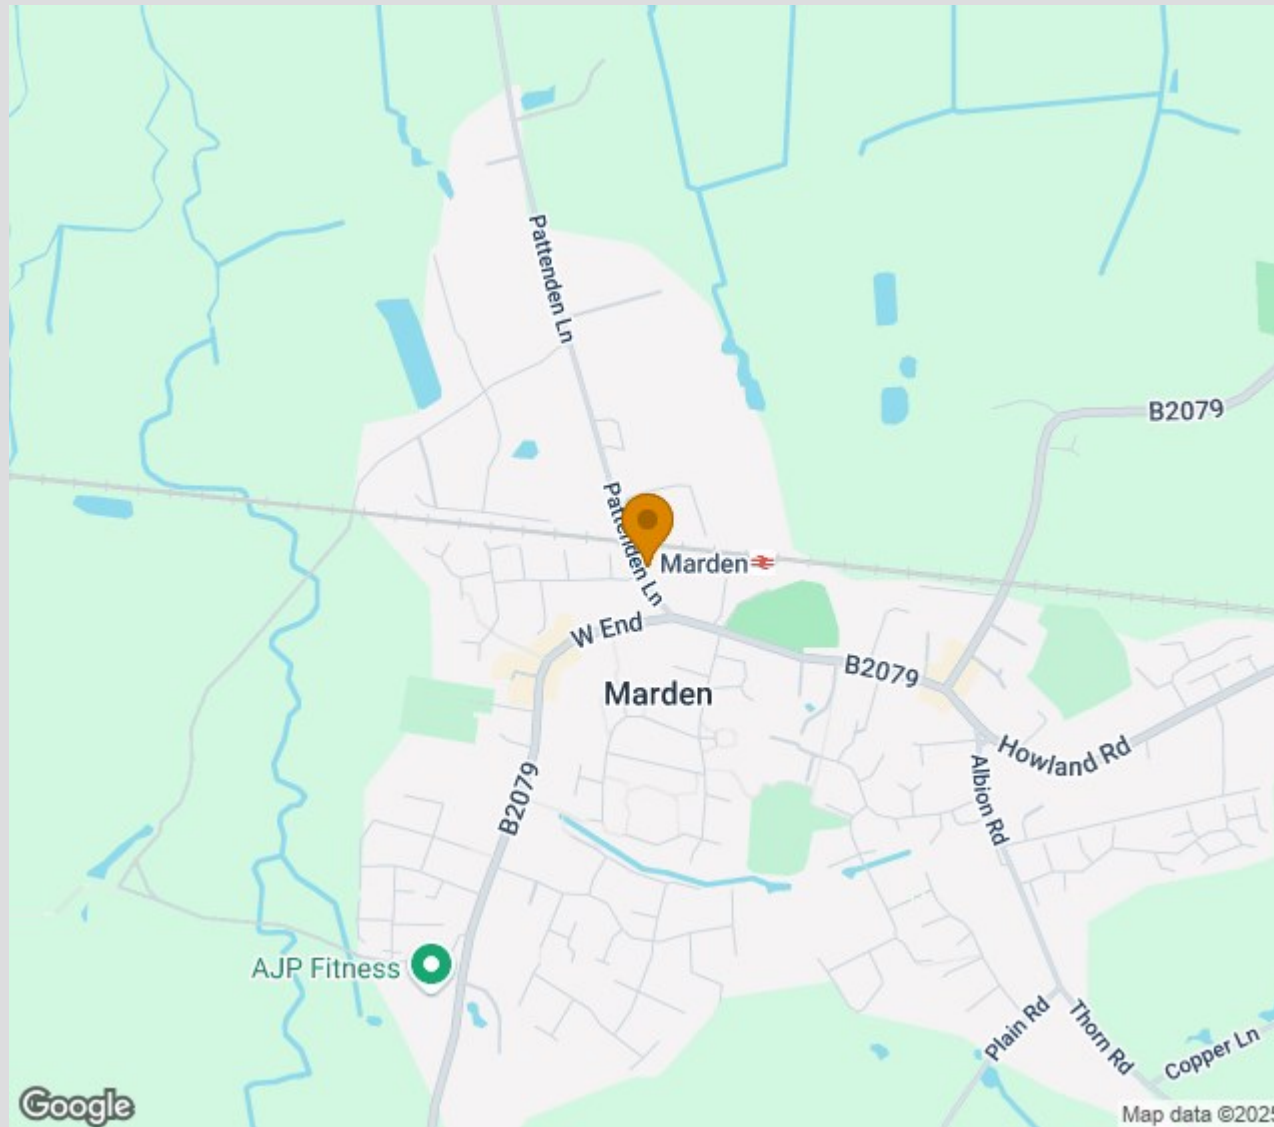 Pattenden Ln
B2079
Pattenden Ln
Marden
W End
B2079
Marden
Howland Rd
Albion Rd
B2079
AJP Fitness
Plain Rd
Thorn Rd
Copper Ln
Google
Map data ©2025